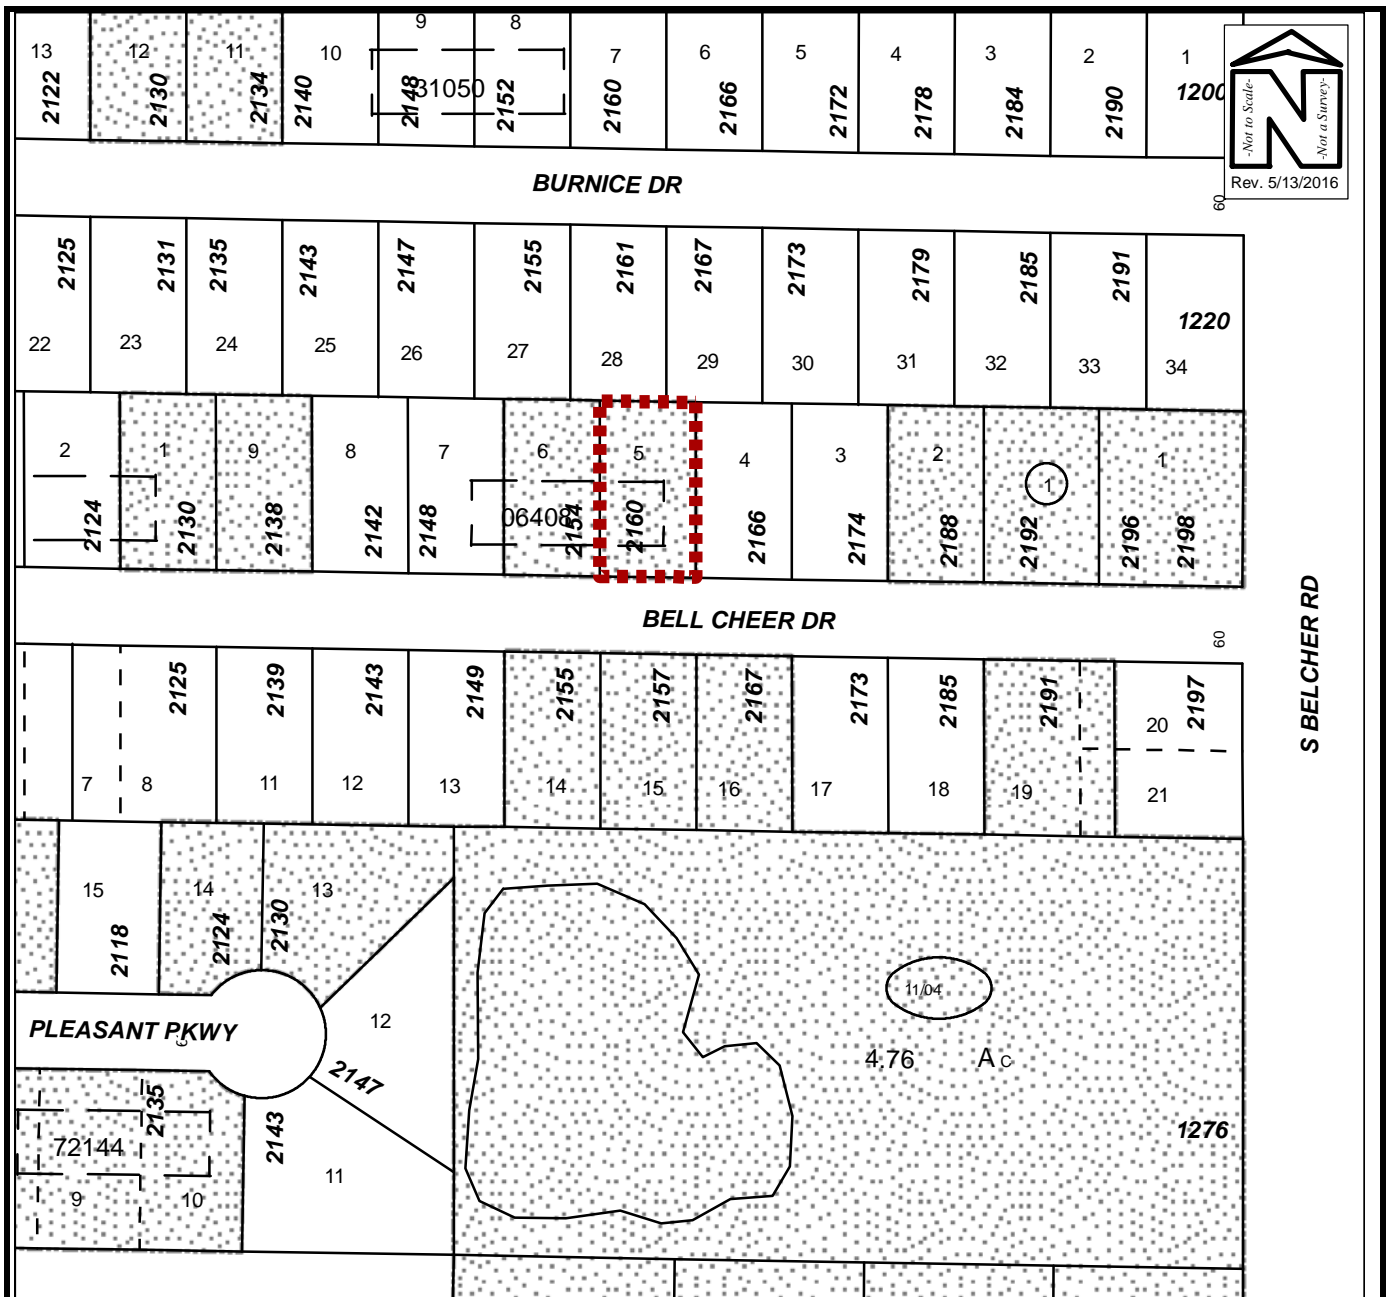 13 12 11 10 9 8 7 6 5 4 3 2 1
2122 2130 2134 2140 2148 31050 2152 2160 2166 2172 2178 2184 2190 1200
-Not to Scale-
-Not a Survey-
Rev. 5/13/2016
BURNICE DR
60
2125 2131 2135 2143 2147 2155 2161 2167 2173 2179 2185 2191 1220
22 23 24 25 26 27 28 29 30 31 32 33 34
2 1 9 8 7 6 5 4 3 2 1 1
2124 2130 2138 2142 2148 06408 2154 2160 2166 2174 2188 2192 2196 2198
BELL CHEER DR
60
S BELCHER RD
2125 2139 2143 2149 2155 2157 2167 2173 2185 2191 20 2197
7 8 11 12 13 14 15 16 17 18 19 21
15 14 13
2118 2124 2130
11/04
PLEASANT PKWY
12
4.76 Ac
2147
2135 2143
1276
72144
9 10 11